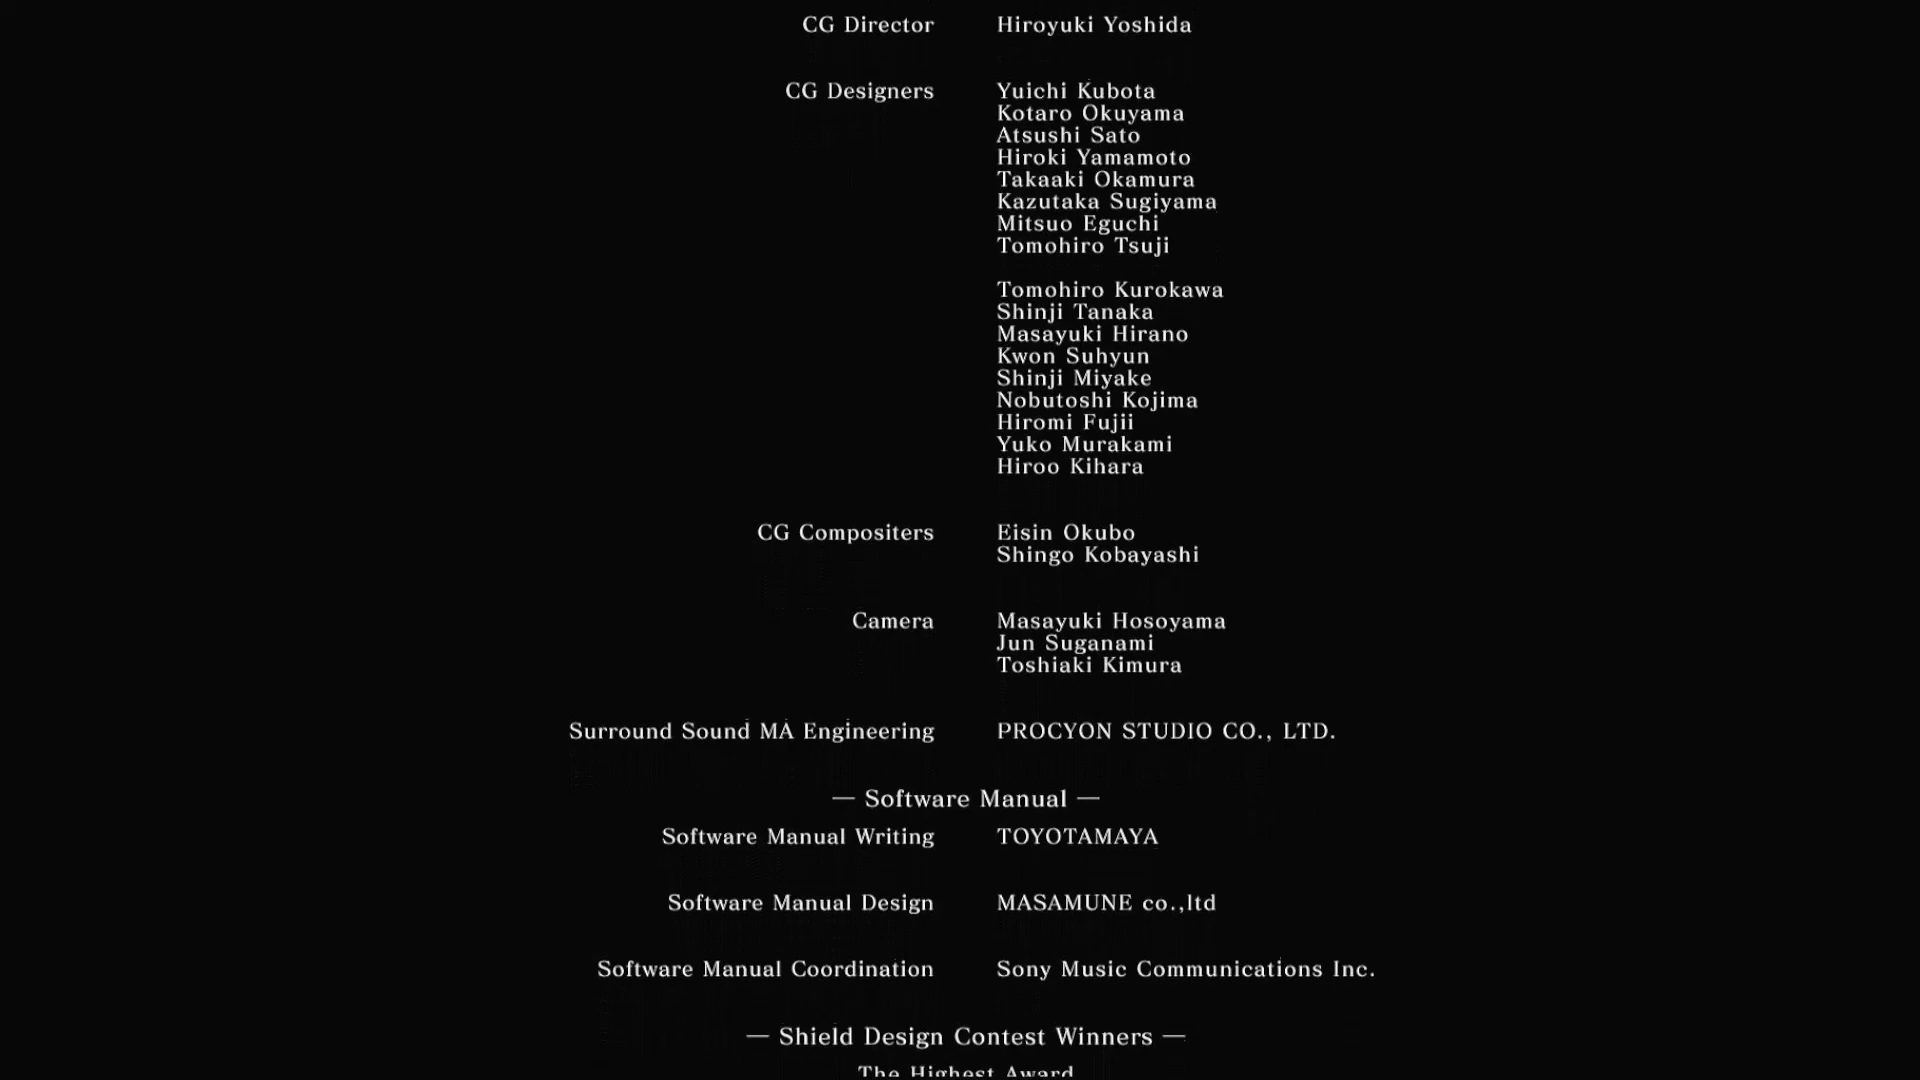 CG Director Hiroyuki Yoshida
CG Designers Yuichi Kubota
Kotaro Okuyama
Atsushi Sato
Hiroki Yamamoto
Takaaki Okamura
Kazutaka Sugiyama
Mitsuo Eguchi
Tomohiro Tsuji
Tomohiro Kurokawa
Shinji Tanaka
Masayuki Hirano
Kwon Suhyun
Shinji Miyake
Nobutoshi Kojima
Hiromi Fujii
Yuko Murakami
Hiroo Kihara
CG Compositers Eisin Okubo
Shingo Kobayashi
Camera Masayuki Hosoyama
Jun Suganami
Toshiaki Kimura
Surround Sound MA Engineering PROCYON STUDIO CO., LTD.
— Software Manual —
Software Manual Writing TOYOTAMAYA
Software Manual Design MASAMUNE co.,ltd
Software Manual Coordination Sony Music Communications Inc.
— Shield Design Contest Winners —
The Highest Award